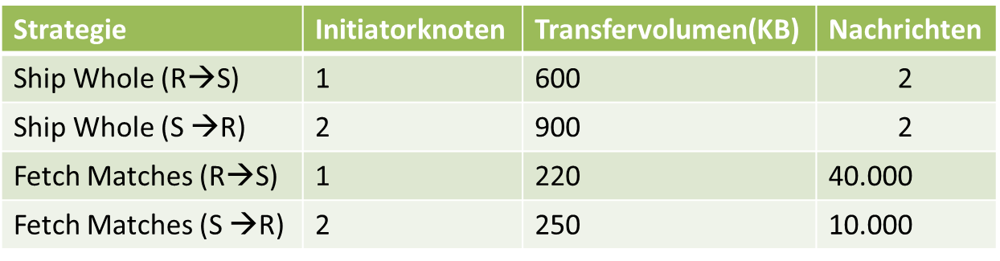 Strategie Initiatorknoten Transfervolumen(KB) Nachrichten
Ship Whole (R→S) 1 600 2
Ship Whole (S →R) 2 900 2
Fetch Matches (R→S) 1 220 40.000
Fetch Matches (S →R) 2 250 10.000